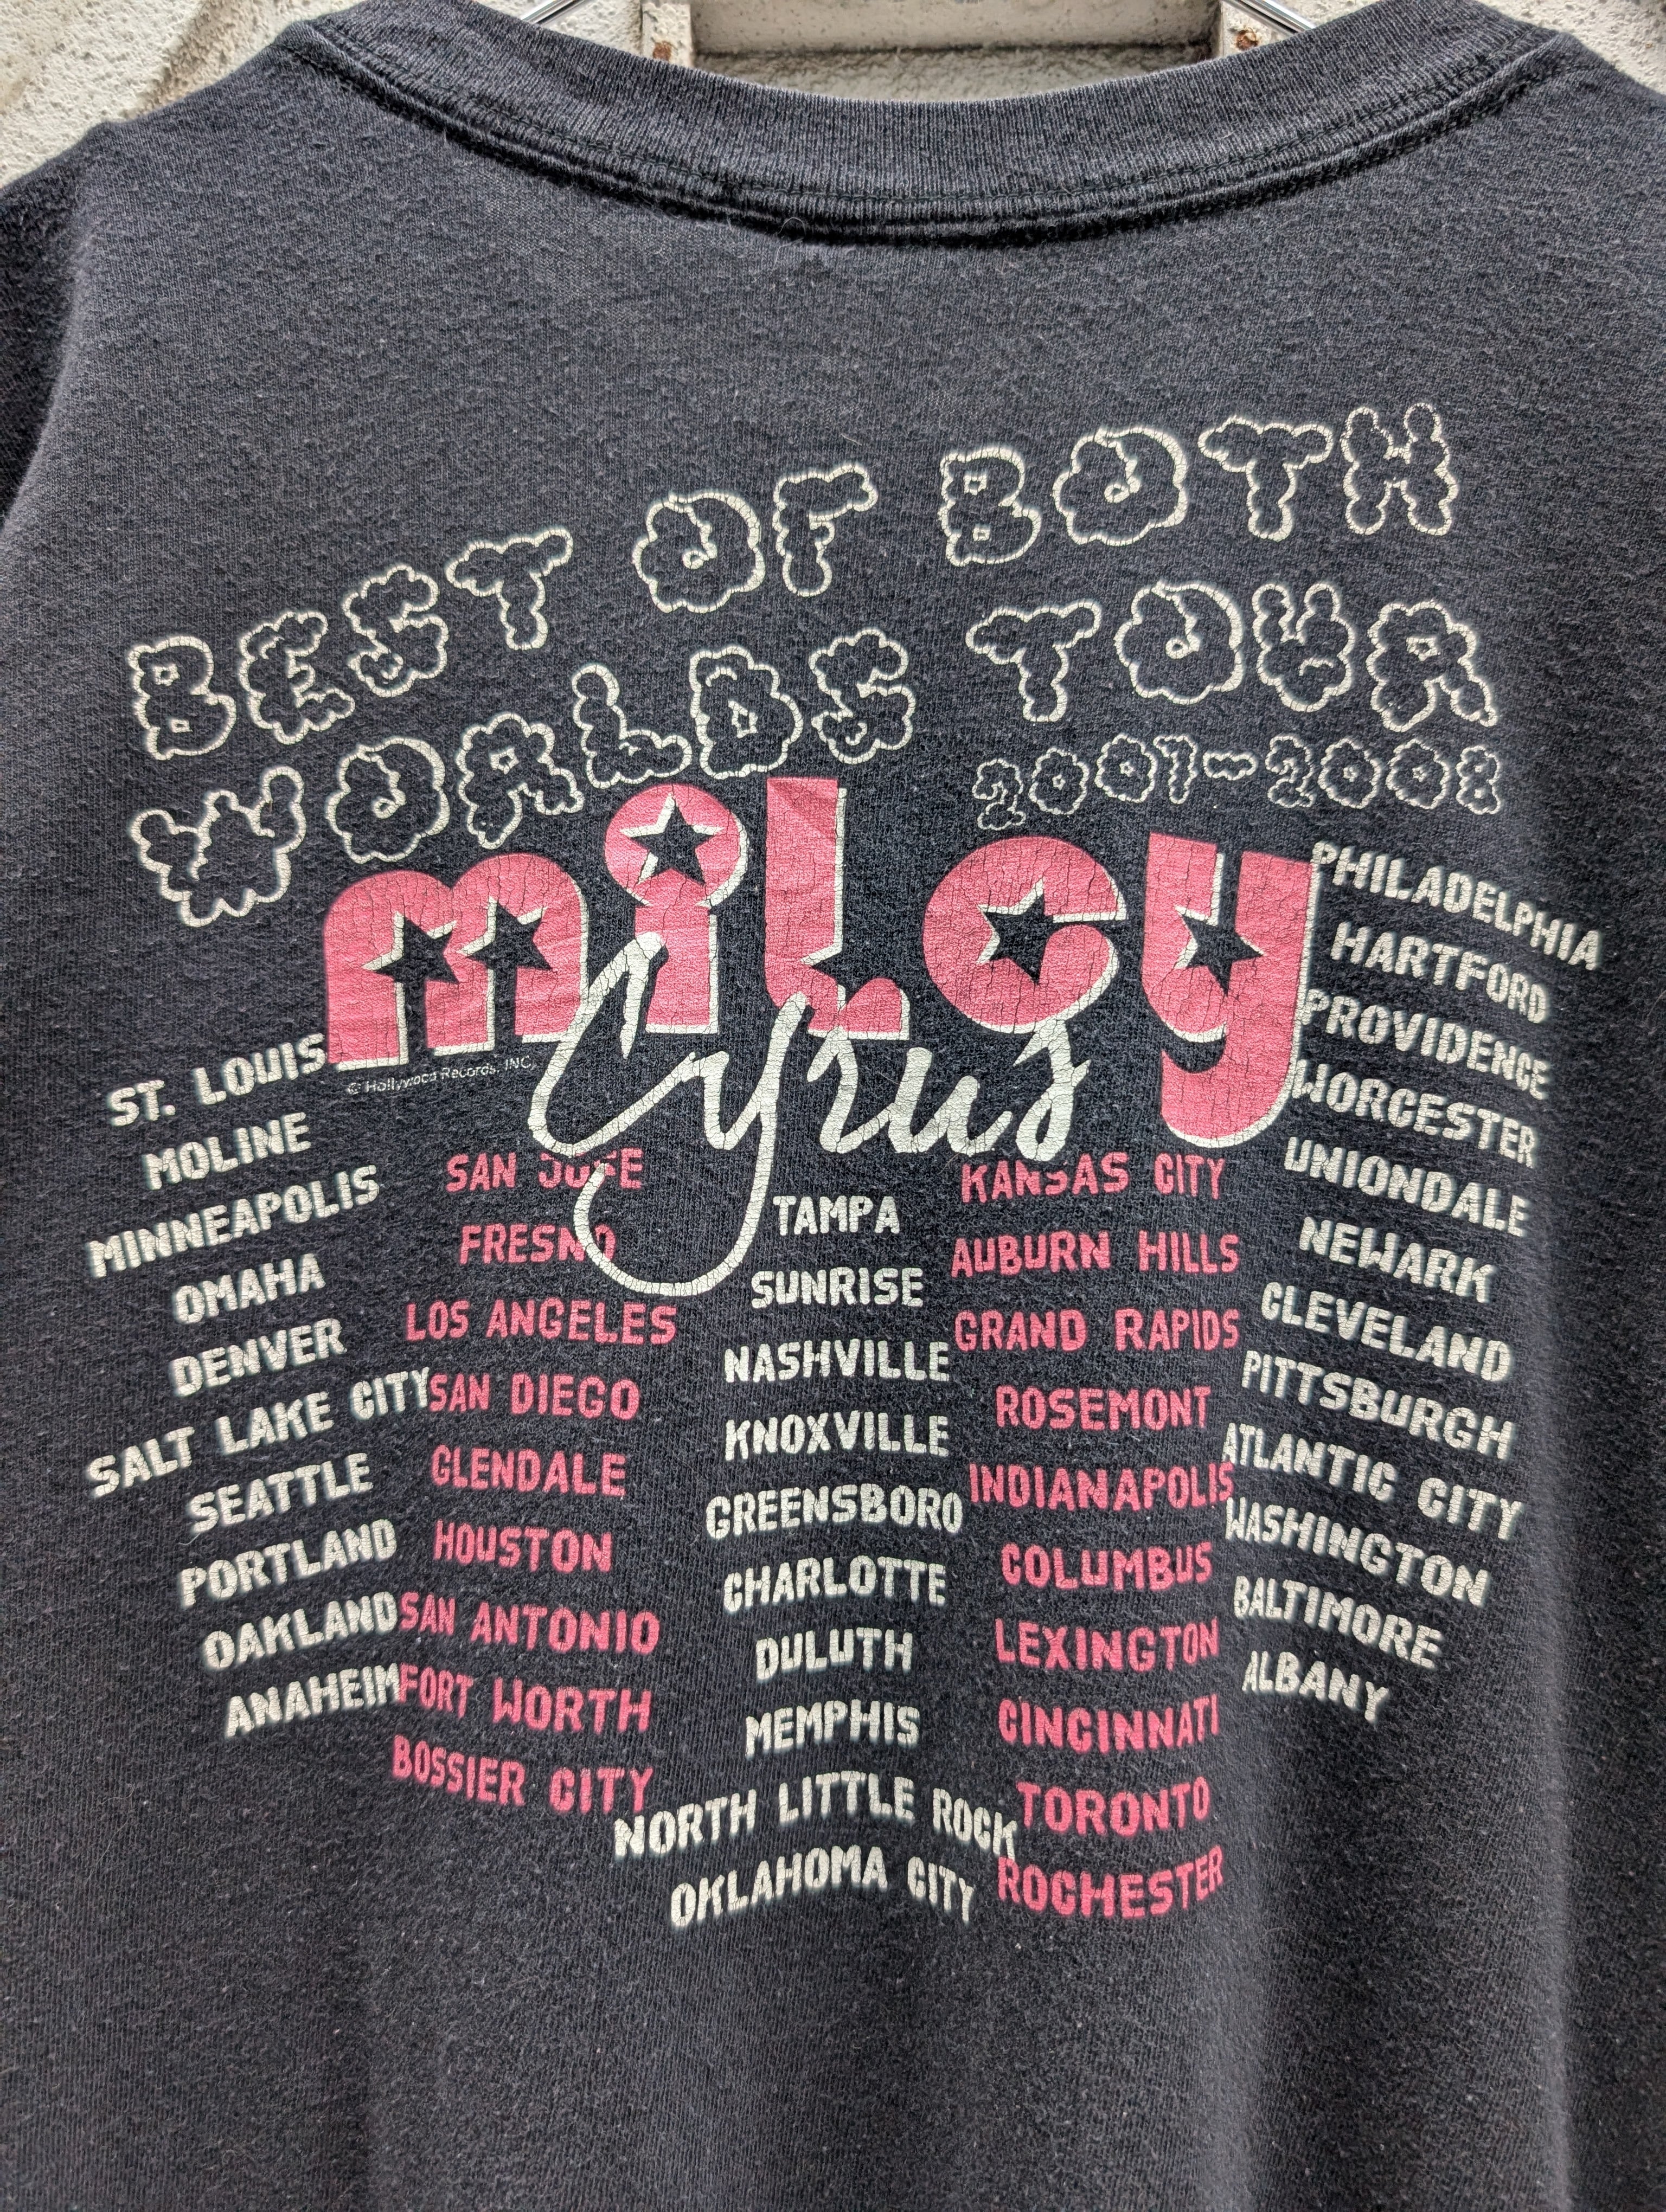 BEST OF BOTH
WORLDS TOUR
2007-2008
miley
Cyrus
© Hollywood Records, INC.
ST. LOUIS
MOLINE
MINNEAPOLIS
OMAHA
DENVER
SALT LAKE CITY
SEATTLE
PORTLAND
OAKLAND
ANAHEIM
SAN JOSE
FRESNO
LOS ANGELES
SAN DIEGO
GLENDALE
HOUSTON
SAN ANTONIO
FORT WORTH
BOSSIER CITY
TAMPA
SUNRISE
NASHVILLE
KNOXVILLE
GREENSBORO
CHARLOTTE
DULUTH
MEMPHIS
NORTH LITTLE ROCK
OKLAHOMA CITY
KANSAS CITY
AUBURN HILLS
GRAND RAPIDS
ROSEMONT
INDIANAPOLIS
COLUMBUS
LEXINGTON
CINCINNATI
TORONTO
ROCHESTER
PHILADELPHIA
HARTFORD
PROVIDENCE
WORCESTER
UNIONDALE
NEWARK
CLEVELAND
PITTSBURGH
ATLANTIC CITY
WASHINGTON
BALTIMORE
ALBANY